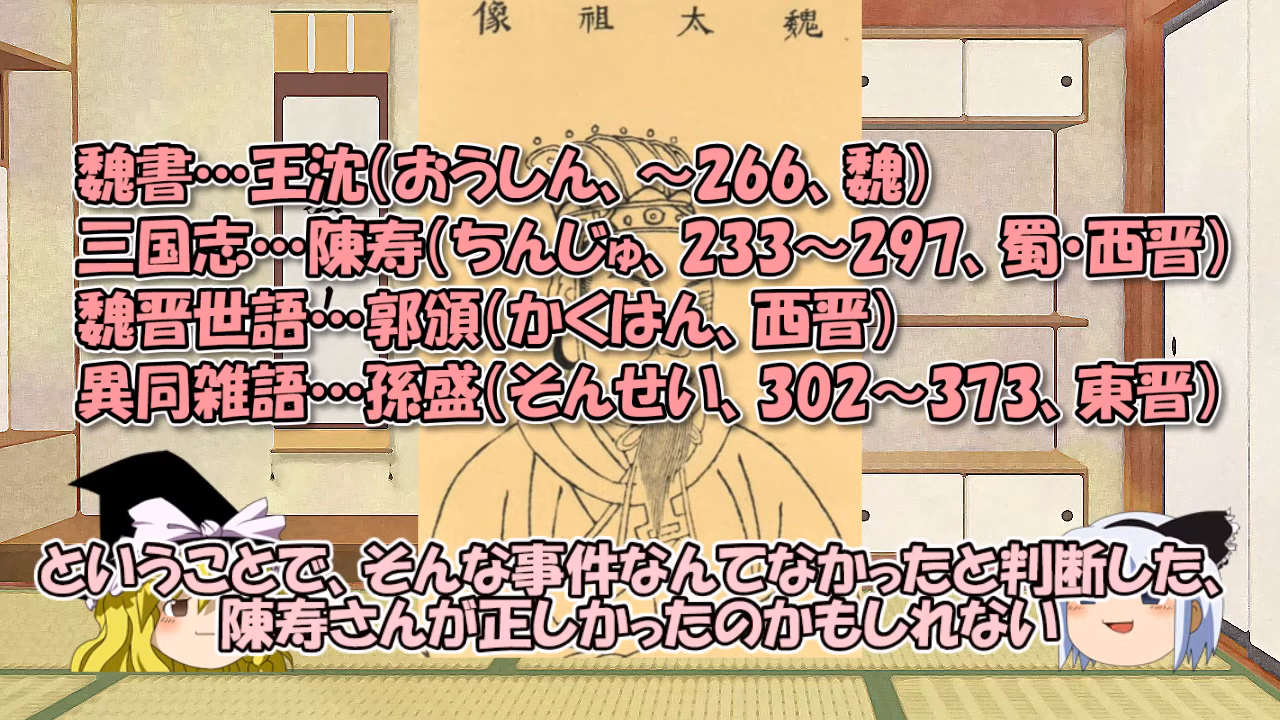 像祖太魏
魏書…王沈（おうしん、～266、魏）
三国志…陳寿（ちんじゅ、233～297、蜀・西晋）
魏晋世語…郭頒（かくはん、西晋）
異同雑語…孫盛（そんせい、302～373、東晋）
ということで、そんな事件なんてなかったと判断した、
陳寿さんが正しかったのかもしれない